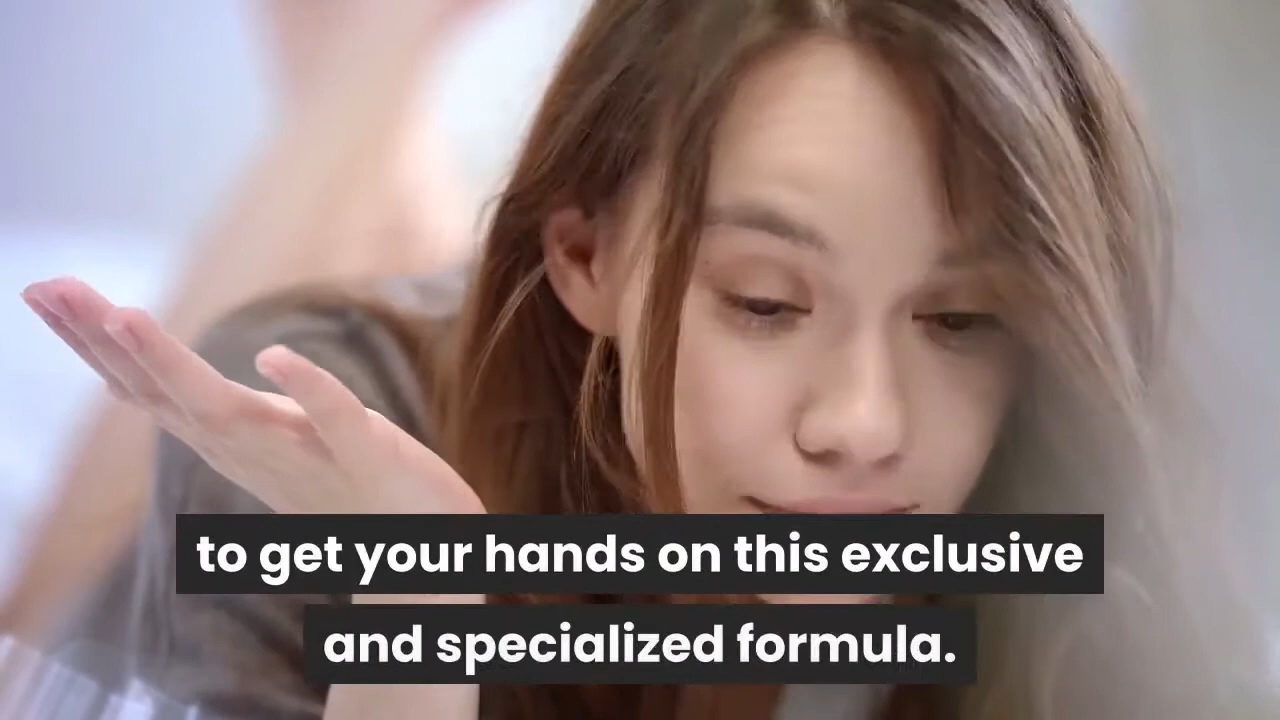 to get your hands on this exclusive
and specialized formula.